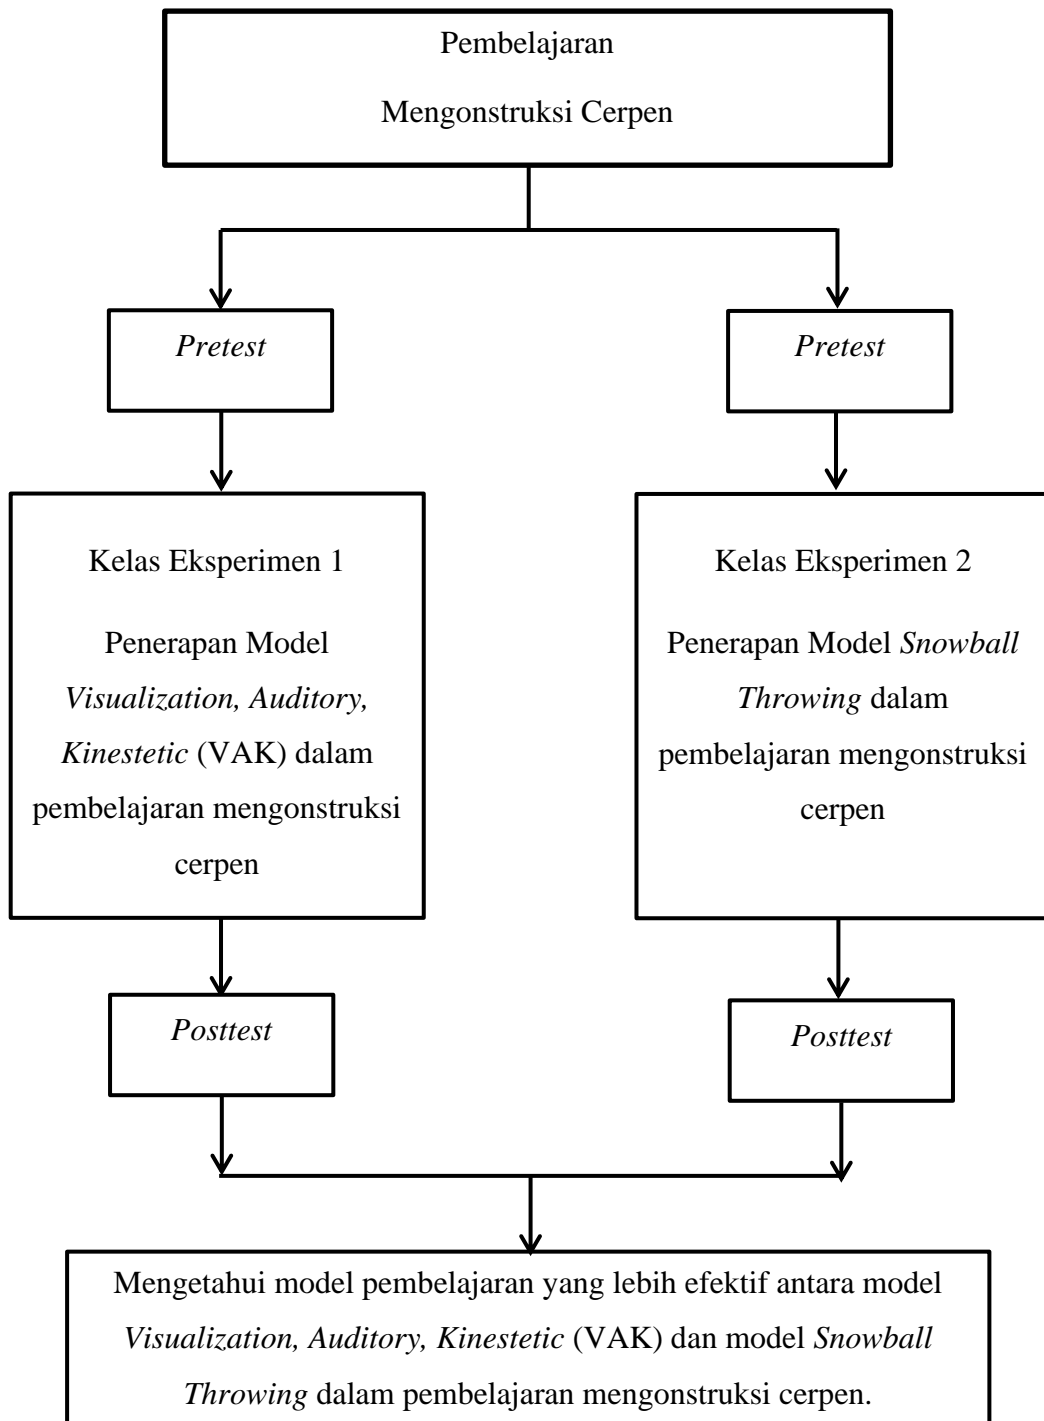 Pembelajaran
Mengonstruksi Cerpen
Pretest
Pretest
Kelas Eksperimen 1
Penerapan Model
Visualization, Auditory,
Kinestetic (VAK) dalam
pembelajaran mengonstruksi
cerpen
Kelas Eksperimen 2
Penerapan Model Snowball
Throwing dalam
pembelajaran mengonstruksi
cerpen
Posttest
Posttest
Mengetahui model pembelajaran yang lebih efektif antara model
Visualization, Auditory, Kinestetic (VAK) dan model Snowball
Throwing dalam pembelajaran mengonstruksi cerpen.